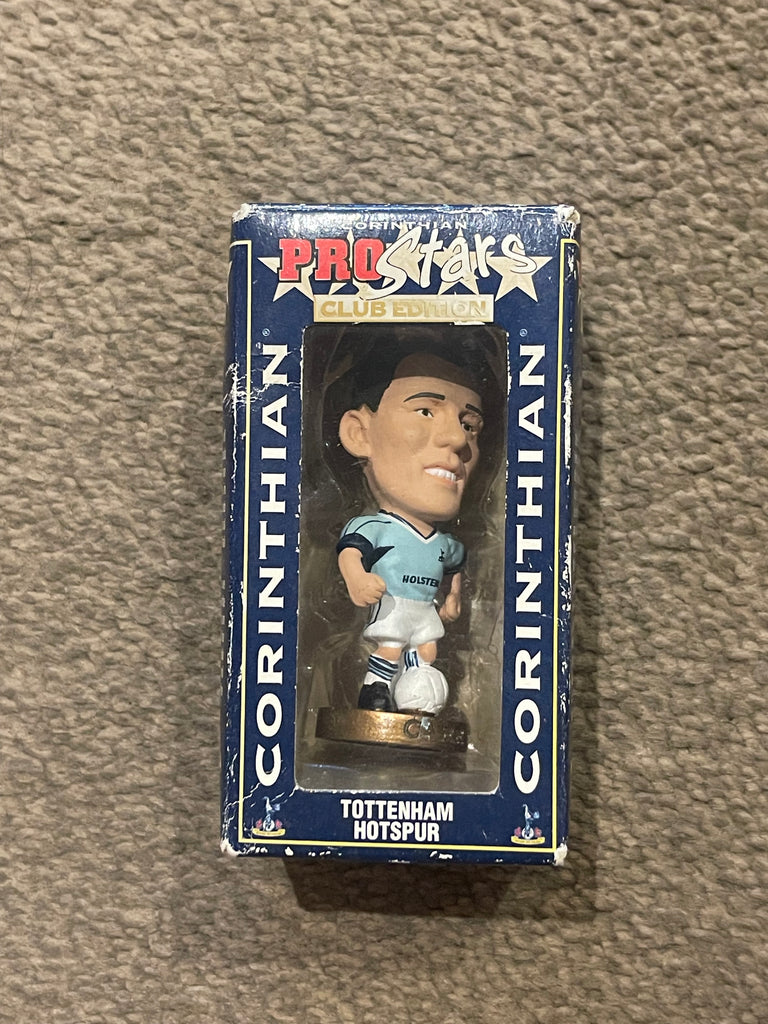 CORINTHIAN
PRO Stars
CLUB EDITION
CORINTHIAN®
CORINTHIAN®
HOLSTEN
TOTTENHAM
HOTSPUR